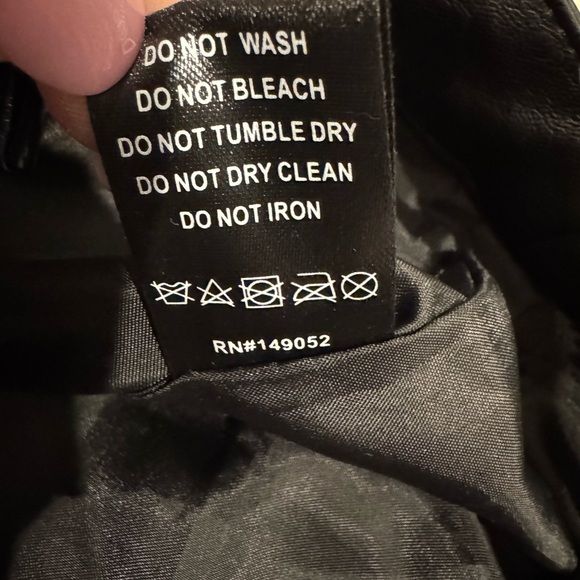 DO NOT WASH
DO NOT BLEACH
DO NOT TUMBLE DRY
DO NOT DRY CLEAN
DO NOT IRON
RN#149052